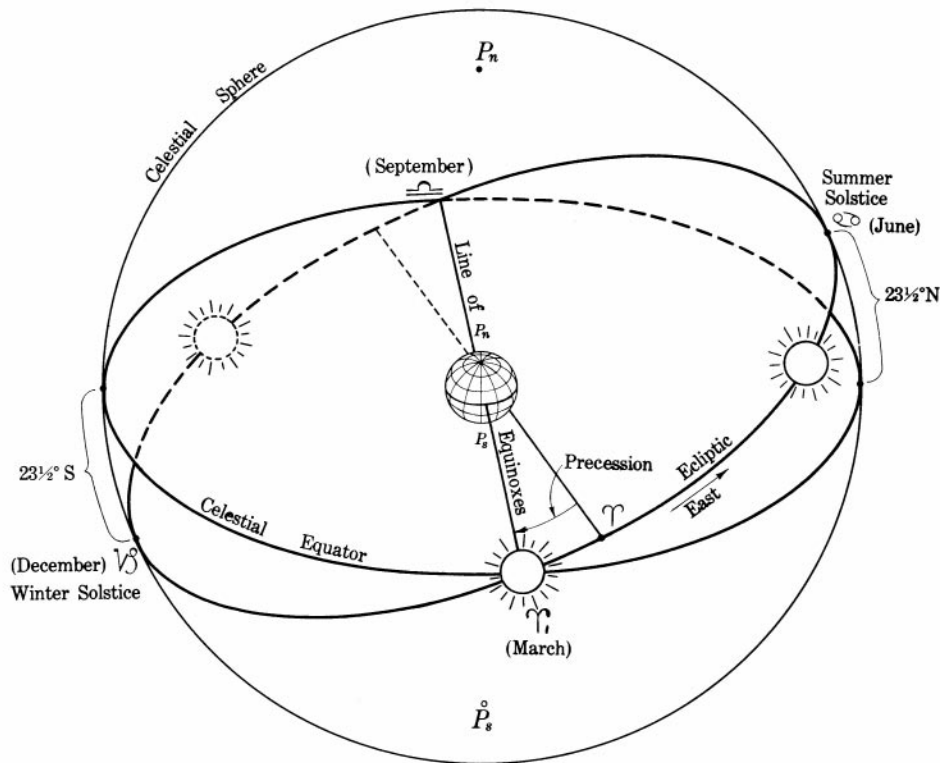 Pn
Celestial Sphere
(September)
♎
Summer
Solstice
♋ (June)
23½° N
Line of
Pn
Ps
Equinoxes
Precession
Ecliptic
East
♈
23½° S
Celestial Equator
(December) ♑
Winter Solstice
♈₁
(March)
Ps